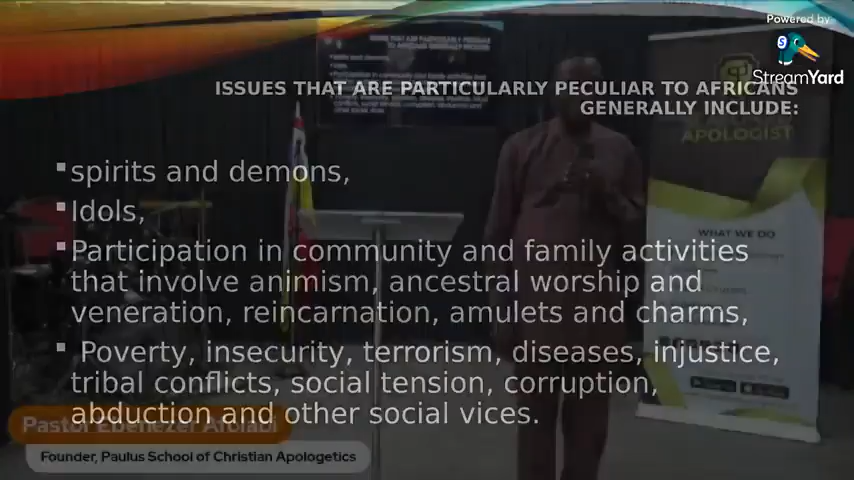 Powered by
StreamYard
ISSUES THAT ARE PARTICULARLY PECULIAR TO AFRICANS
GENERALLY INCLUDE:
APOLOGIST
▪spirits and demons,
▪Idols,
WHAT WE DO
▪Participation in community and family activities
that involve animism, ancestral worship and
veneration, reincarnation, amulets and charms,
▪ Poverty, insecurity, terrorism, diseases, injustice,
tribal conflicts, social tension, corruption,
abduction and other social vices.
Pastor Ebenezer Afolabi
Founder, Paulus School of Christian Apologetics